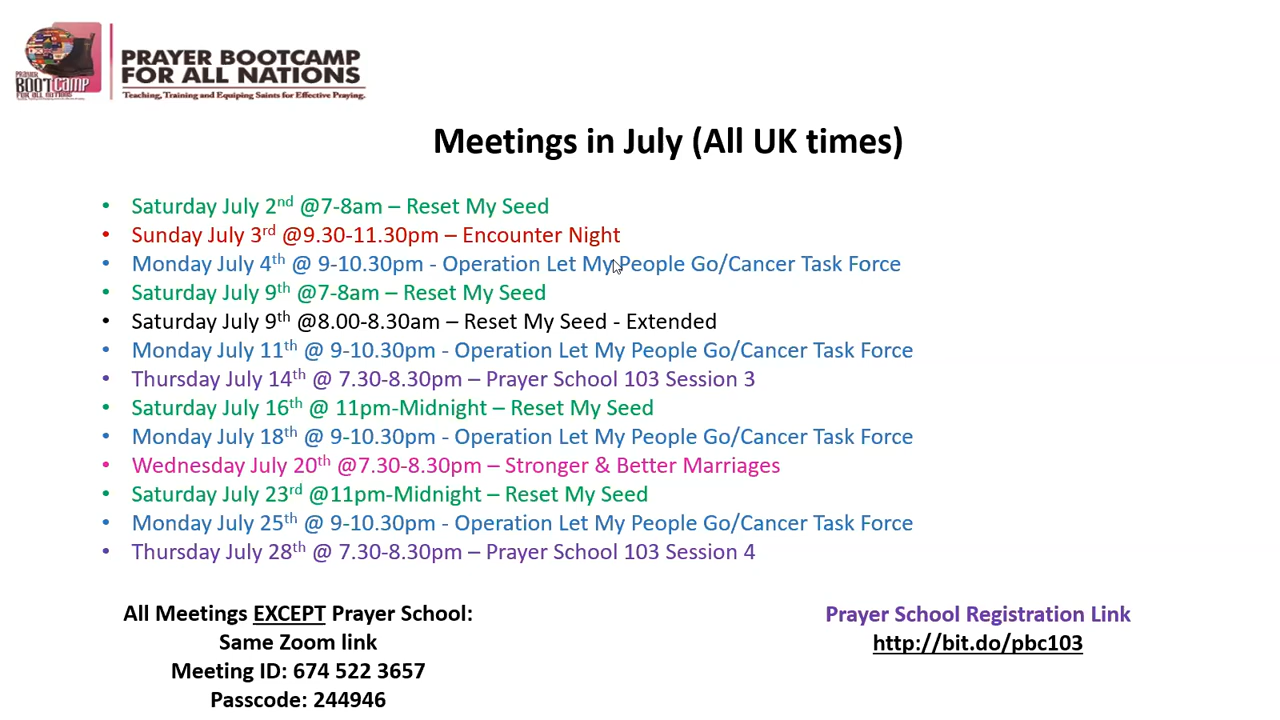 PRAYER
BOOTCAMP
FOR ALL NATIONS
PRAYER BOOTCAMP
FOR ALL NATIONS
Teaching, Training and Equiping Saints for Effective Praying.
Meetings in July (All UK times)
• Saturday July 2nd @7-8am – Reset My Seed
• Sunday July 3rd @9.30-11.30pm – Encounter Night
• Monday July 4th @ 9-10.30pm - Operation Let My People Go/Cancer Task Force
• Saturday July 9th @7-8am – Reset My Seed
• Saturday July 9th @8.00-8.30am – Reset My Seed - Extended
• Monday July 11th @ 9-10.30pm - Operation Let My People Go/Cancer Task Force
• Thursday July 14th @ 7.30-8.30pm – Prayer School 103 Session 3
• Saturday July 16th @ 11pm-Midnight – Reset My Seed
• Monday July 18th @ 9-10.30pm - Operation Let My People Go/Cancer Task Force
• Wednesday July 20th @7.30-8.30pm – Stronger & Better Marriages
• Saturday July 23rd @11pm-Midnight – Reset My Seed
• Monday July 25th @ 9-10.30pm - Operation Let My People Go/Cancer Task Force
• Thursday July 28th @ 7.30-8.30pm – Prayer School 103 Session 4
All Meetings EXCEPT Prayer School:
Same Zoom link
Meeting ID: 674 522 3657
Passcode: 244946
Prayer School Registration Link
http://bit.do/pbc103